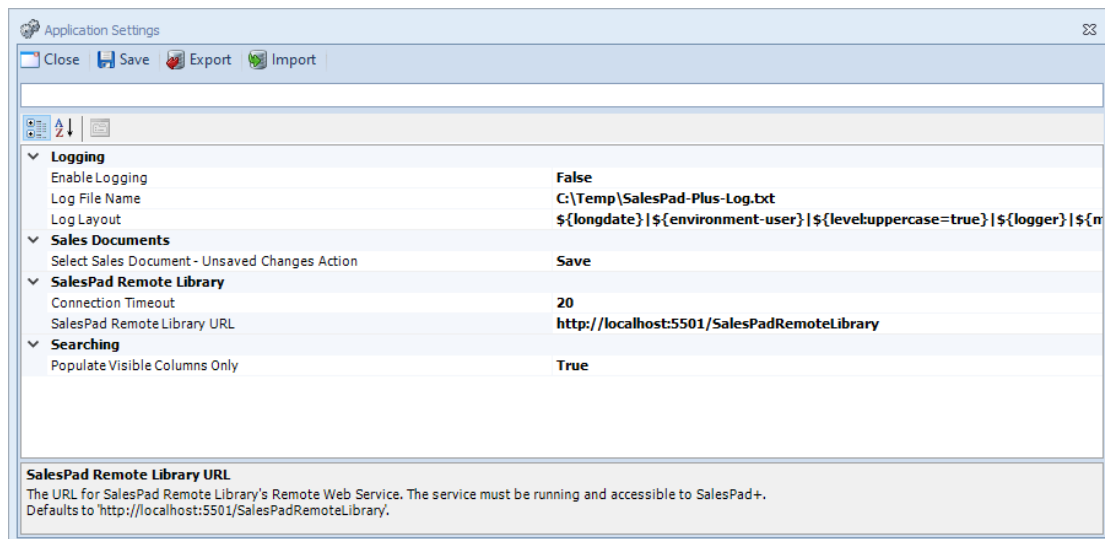 Application Settings
Close Save Export Import
Logging
Enable Logging False
Log File Name C:\Temp\SalesPad-Plus-Log.txt
Log Layout ${longdate}|${environment-user}|${level:uppercase=true}|${logger}|${m
Sales Documents
Select Sales Document - Unsaved Changes Action Save
SalesPad Remote Library
Connection Timeout 20
SalesPad Remote Library URL http://localhost:5501/SalesPadRemoteLibrary
Searching
Populate Visible Columns Only True
SalesPad Remote Library URL
The URL for SalesPad Remote Library's Remote Web Service. The service must be running and accessible to SalesPad+.
Defaults to 'http://localhost:5501/SalesPadRemoteLibrary'.